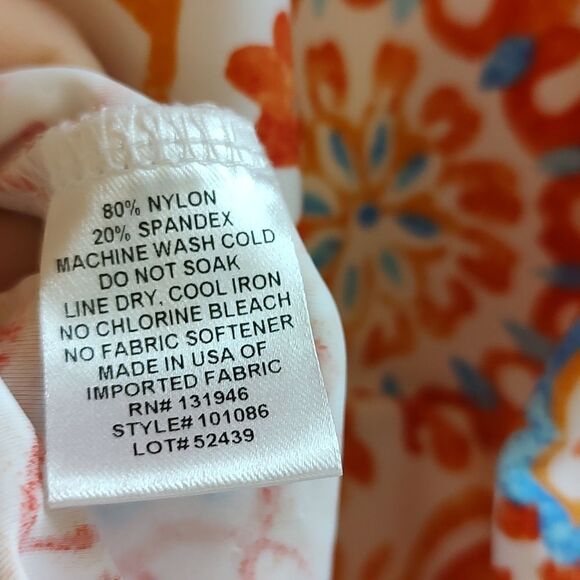 80% NYLON
20% SPANDEX
MACHINE WASH COLD
DO NOT SOAK
LINE DRY, COOL IRON
NO CHLORINE BLEACH
NO FABRIC SOFTENER
MADE IN USA OF
IMPORTED FABRIC
RN# 131946
STYLE# 101086
LOT# 52439